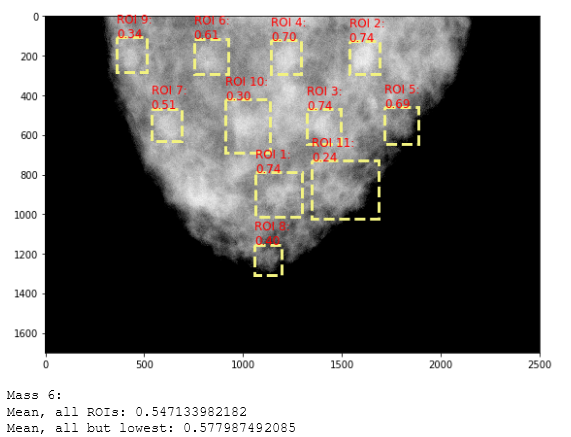 ROI 9:
0.34
ROI 6:
0.61
ROI 4:
0.70
ROI 2:
0.74
ROI 10:
0.30
ROI 7
0.51
ROI 3:
0.74
ROI 5:
0.69
ROI 11:
0.24
ROI 1:
0.74
ROI 8:
0
200
400
600
800
1000
1200
1400
1600
0
500
1000
1500
2000
2500
Mass 6:
Mean, all ROIs: 0.547133982182
Mean, all but lowest: 0.577987492085